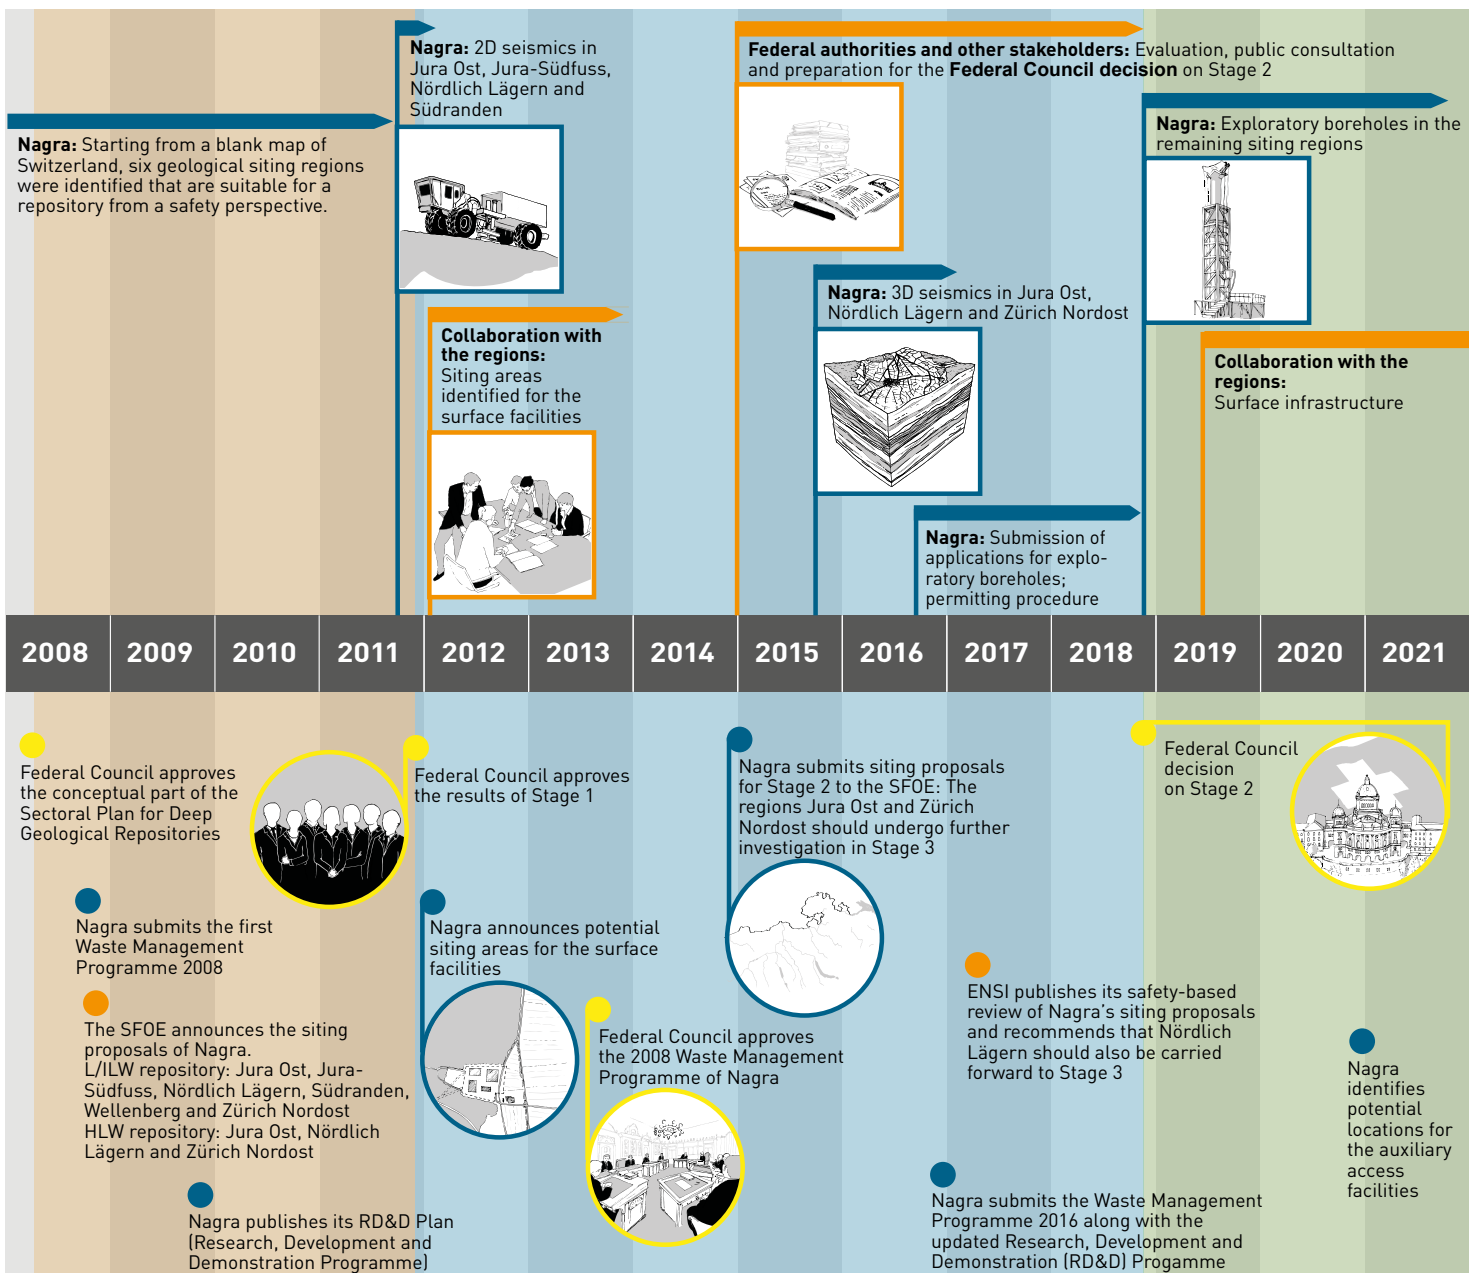 Nagra: Starting from a blank map of
Switzerland, six geological siting regions
were identified that are suitable for a
repository from a safety perspective.
Nagra: 2D seismics in
Jura Ost, Jura-Südfuss,
Nördlich Lägern and
Südranden
Collaboration with
the regions:
Siting areas
identified for the
surface facilities
Federal authorities and other stakeholders: Evaluation, public consultation
and preparation for the Federal Council decision on Stage 2
Nagra: 3D seismics in Jura Ost,
Nördlich Lägern and Zürich Nordost
Nagra: Submission of
applications for explo-
ratory boreholes;
permitting procedure
Nagra: Exploratory boreholes in the
remaining siting regions
Collaboration with the
regions:
Surface infrastructure
2008 2009 2010 2011 2012 2013 2014 2015 2016 2017 2018 2019 2020 2021
Federal Council approves
the conceptual part of the
Sectoral Plan for Deep
Geological Repositories
Nagra submits the first
Waste Management
Programme 2008
The SFOE announces the siting
proposals of Nagra.
L/ILW repository: Jura Ost, Jura-
Südfuss, Nördlich Lägern, Südranden,
Wellenberg and Zürich Nordost
HLW repository: Jura Ost, Nördlich
Lägern and Zürich Nordost
Nagra publishes its RD&D Plan
(Research, Development and
Demonstration Programme)
Federal Council approves
the results of Stage 1
Nagra announces potential
siting areas for the surface
facilities
Federal Council approves
the 2008 Waste Management
Programme of Nagra
Nagra submits siting proposals
for Stage 2 to the SFOE: The
regions Jura Ost and Zürich
Nordost should undergo further
investigation in Stage 3
ENSI publishes its safety-based
review of Nagra's siting proposals
and recommends that Nördlich
Lägern should also be carried
forward to Stage 3
Nagra submits the Waste Management
Programme 2016 along with the
updated Research, Development and
Demonstration (RD&D) Progamme
Federal Council
decision
on Stage 2
Nagra
identifies
potential
locations for
the auxiliary
access
facilities